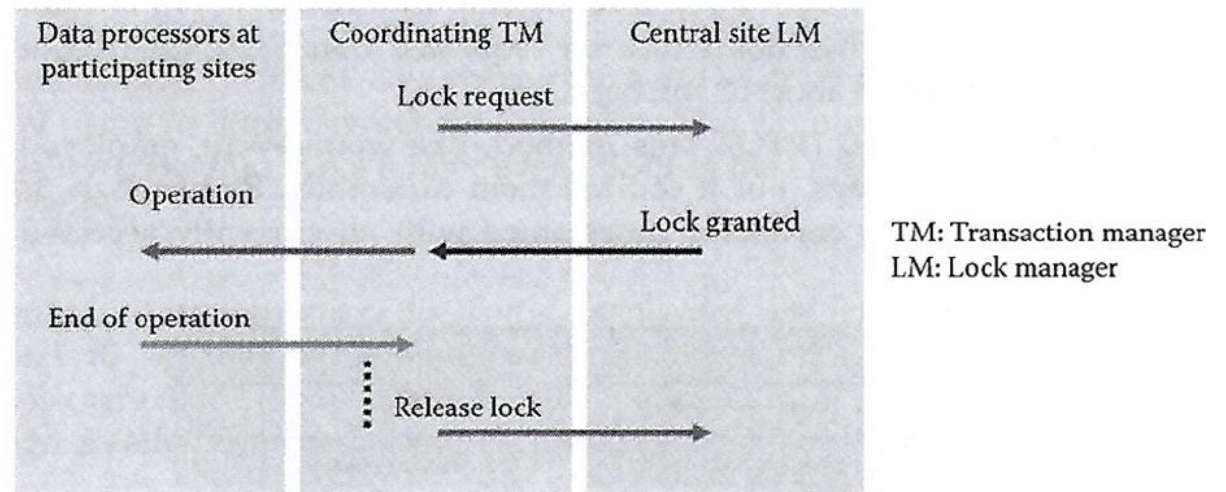 Data processors at
participating sites
Coordinating TM
Central site LM
Lock request
Operation
Lock granted
TM: Transaction manager
LM: Lock manager
End of operation
Release lock